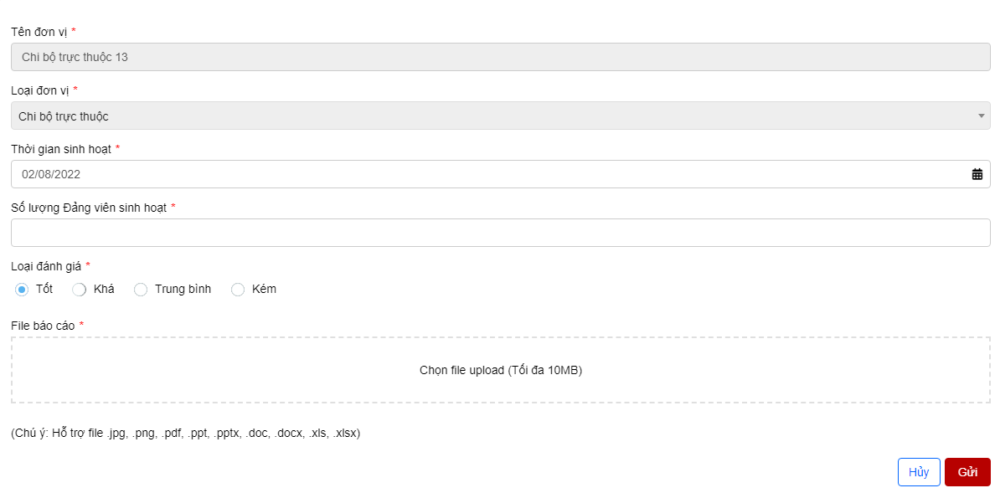 Tên đơn vị *
Chi bộ trực thuộc 13
Loại đơn vị *
Chi bộ trực thuộc
Thời gian sinh hoạt *
02/08/2022
Số lượng Đảng viên sinh hoạt *
Loại đánh giá *
Tốt Khá Trung bình Kém
File báo cáo *
Chọn file upload (Tối đa 10MB)
(Chú ý: Hỗ trợ file .jpg, .png, .pdf, .ppt, .pptx, .doc, .docx, .xls, .xlsx)
Hủy Gửi